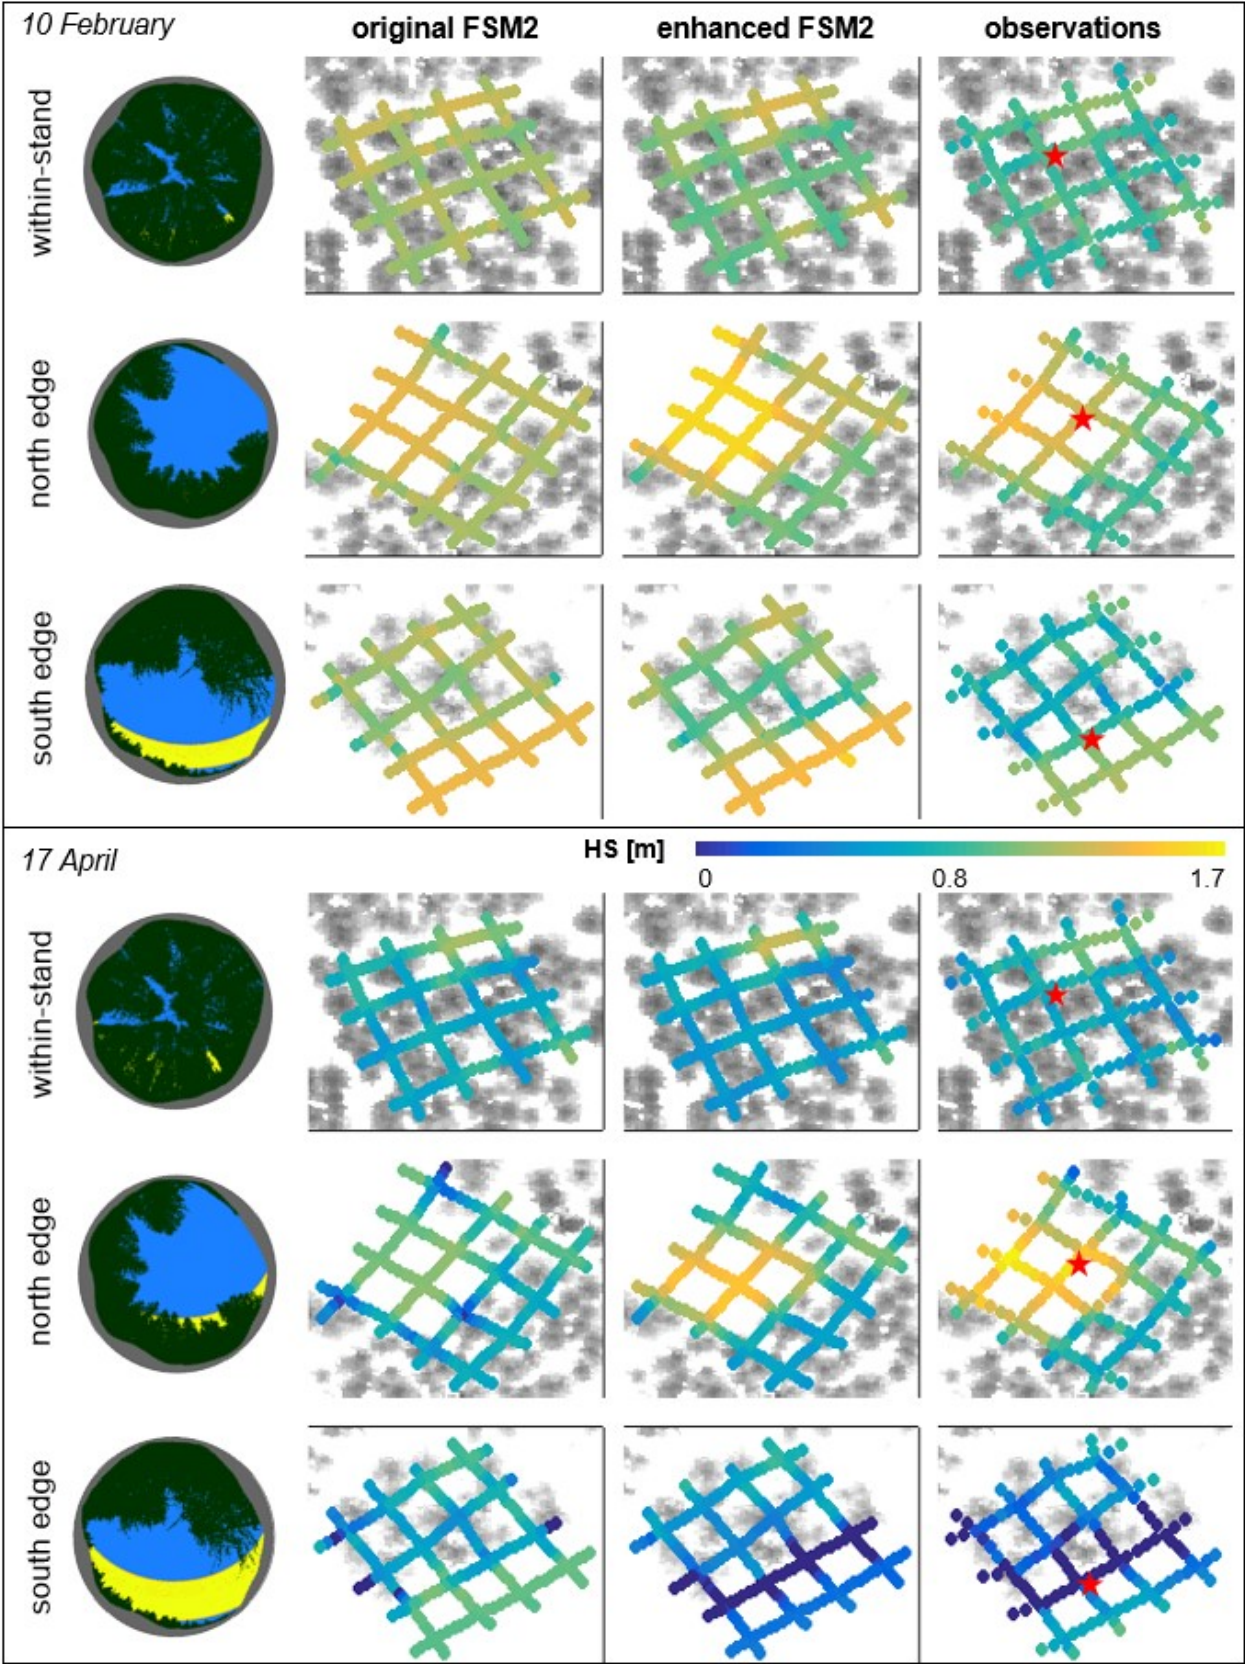 10 February
original FSM2
enhanced FSM2
observations
within-stand
north edge
south edge
17 April
HS [m]
0
0.8
1.7
within-stand
north edge
south edge